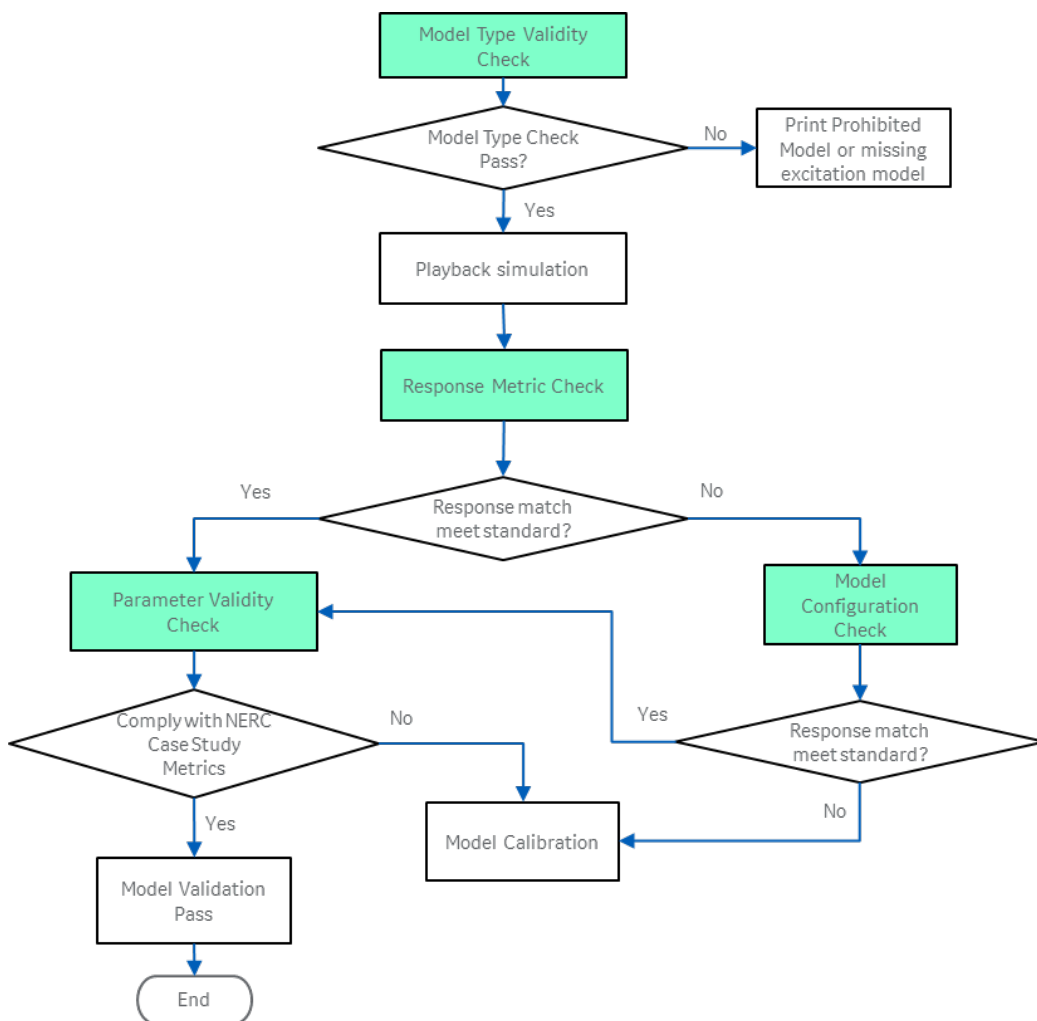 Model Type Validity
Check
Model Type Check
Pass?
No
Print Prohibited
Model or missing
excitation model
Yes
Playback simulation
Response Metric Check
Yes
No
Response match
meet standard?
Parameter Validity
Check
Model
Configuration
Check
Comply with NERC
Case Study
Metrics
No
Yes
Response match
meet standard?
Yes
No
Model Calibration
Model Validation
Pass
End